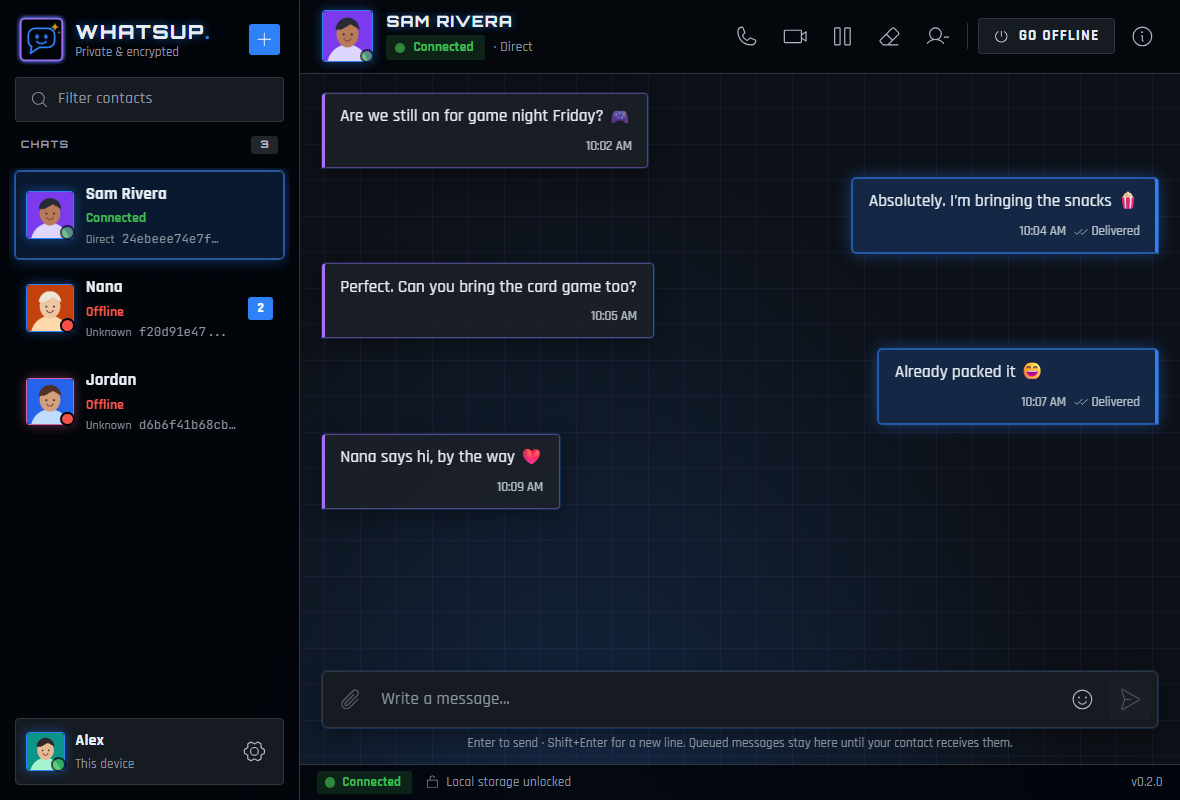 WHATSUP.
Private & encrypted
Filter contacts
CHATS
3
Sam Rivera
Connected
Direct 24ebeee74e7f…
Nana
Offline
Unknown f20d91e47...
2
Jordan
Offline
Unknown d6b6f41b68cb…
Alex
This device
SAM RIVERA
Connected · Direct
GO OFFLINE
Are we still on for game night Friday? 🎮
10:02 AM
Absolutely. I'm bringing the snacks 🍿
10:04 AM Delivered
Perfect. Can you bring the card game too?
10:05 AM
Already packed it 😄
10:07 AM Delivered
Nana says hi, by the way ❤️
10:09 AM
Write a message…
Enter to send · Shift+Enter for a new line. Queued messages stay here until your contact receives them.
Connected
Local storage unlocked
v0.2.0